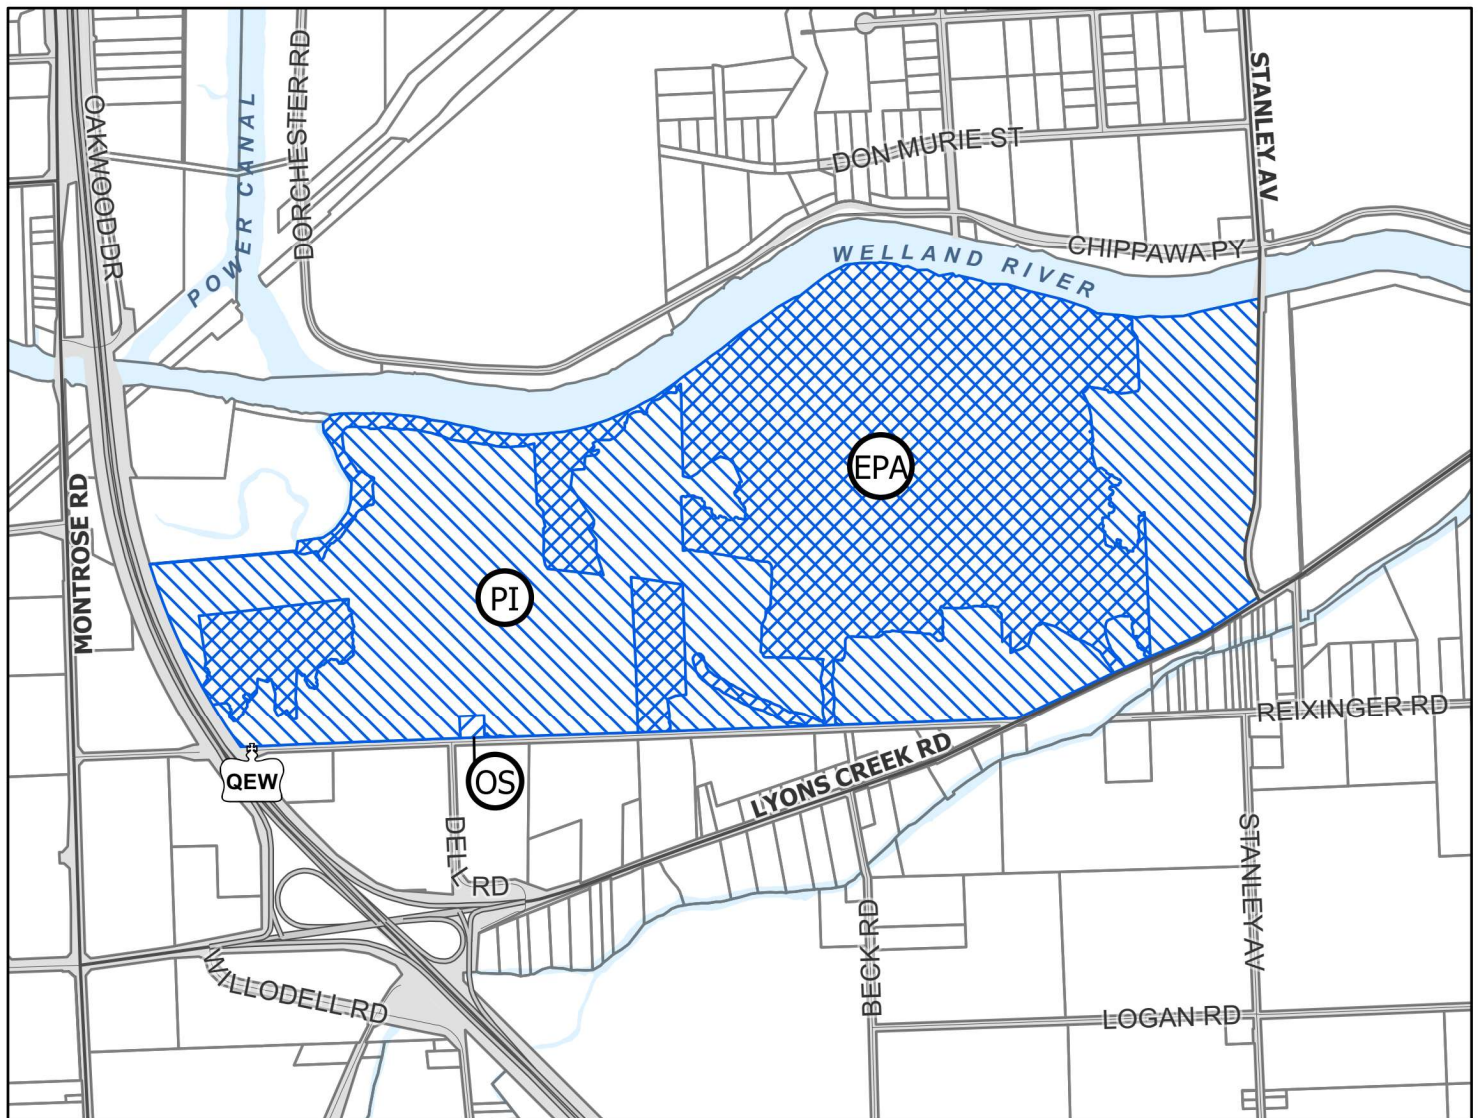 OAKWOOD DR
POWER CANAL
DORCHESTER RD
STANLEY AV
DON MURIE ST
CHIPPAWA PY
WELLAND RIVER
MONTROSE RD
EPA
PI
OS
QEW
REIXINGER RD
LYONS CREEK RD
DELL RD
STANLEY AV
BECK RD
WILLODELL RD
LOGAN RD